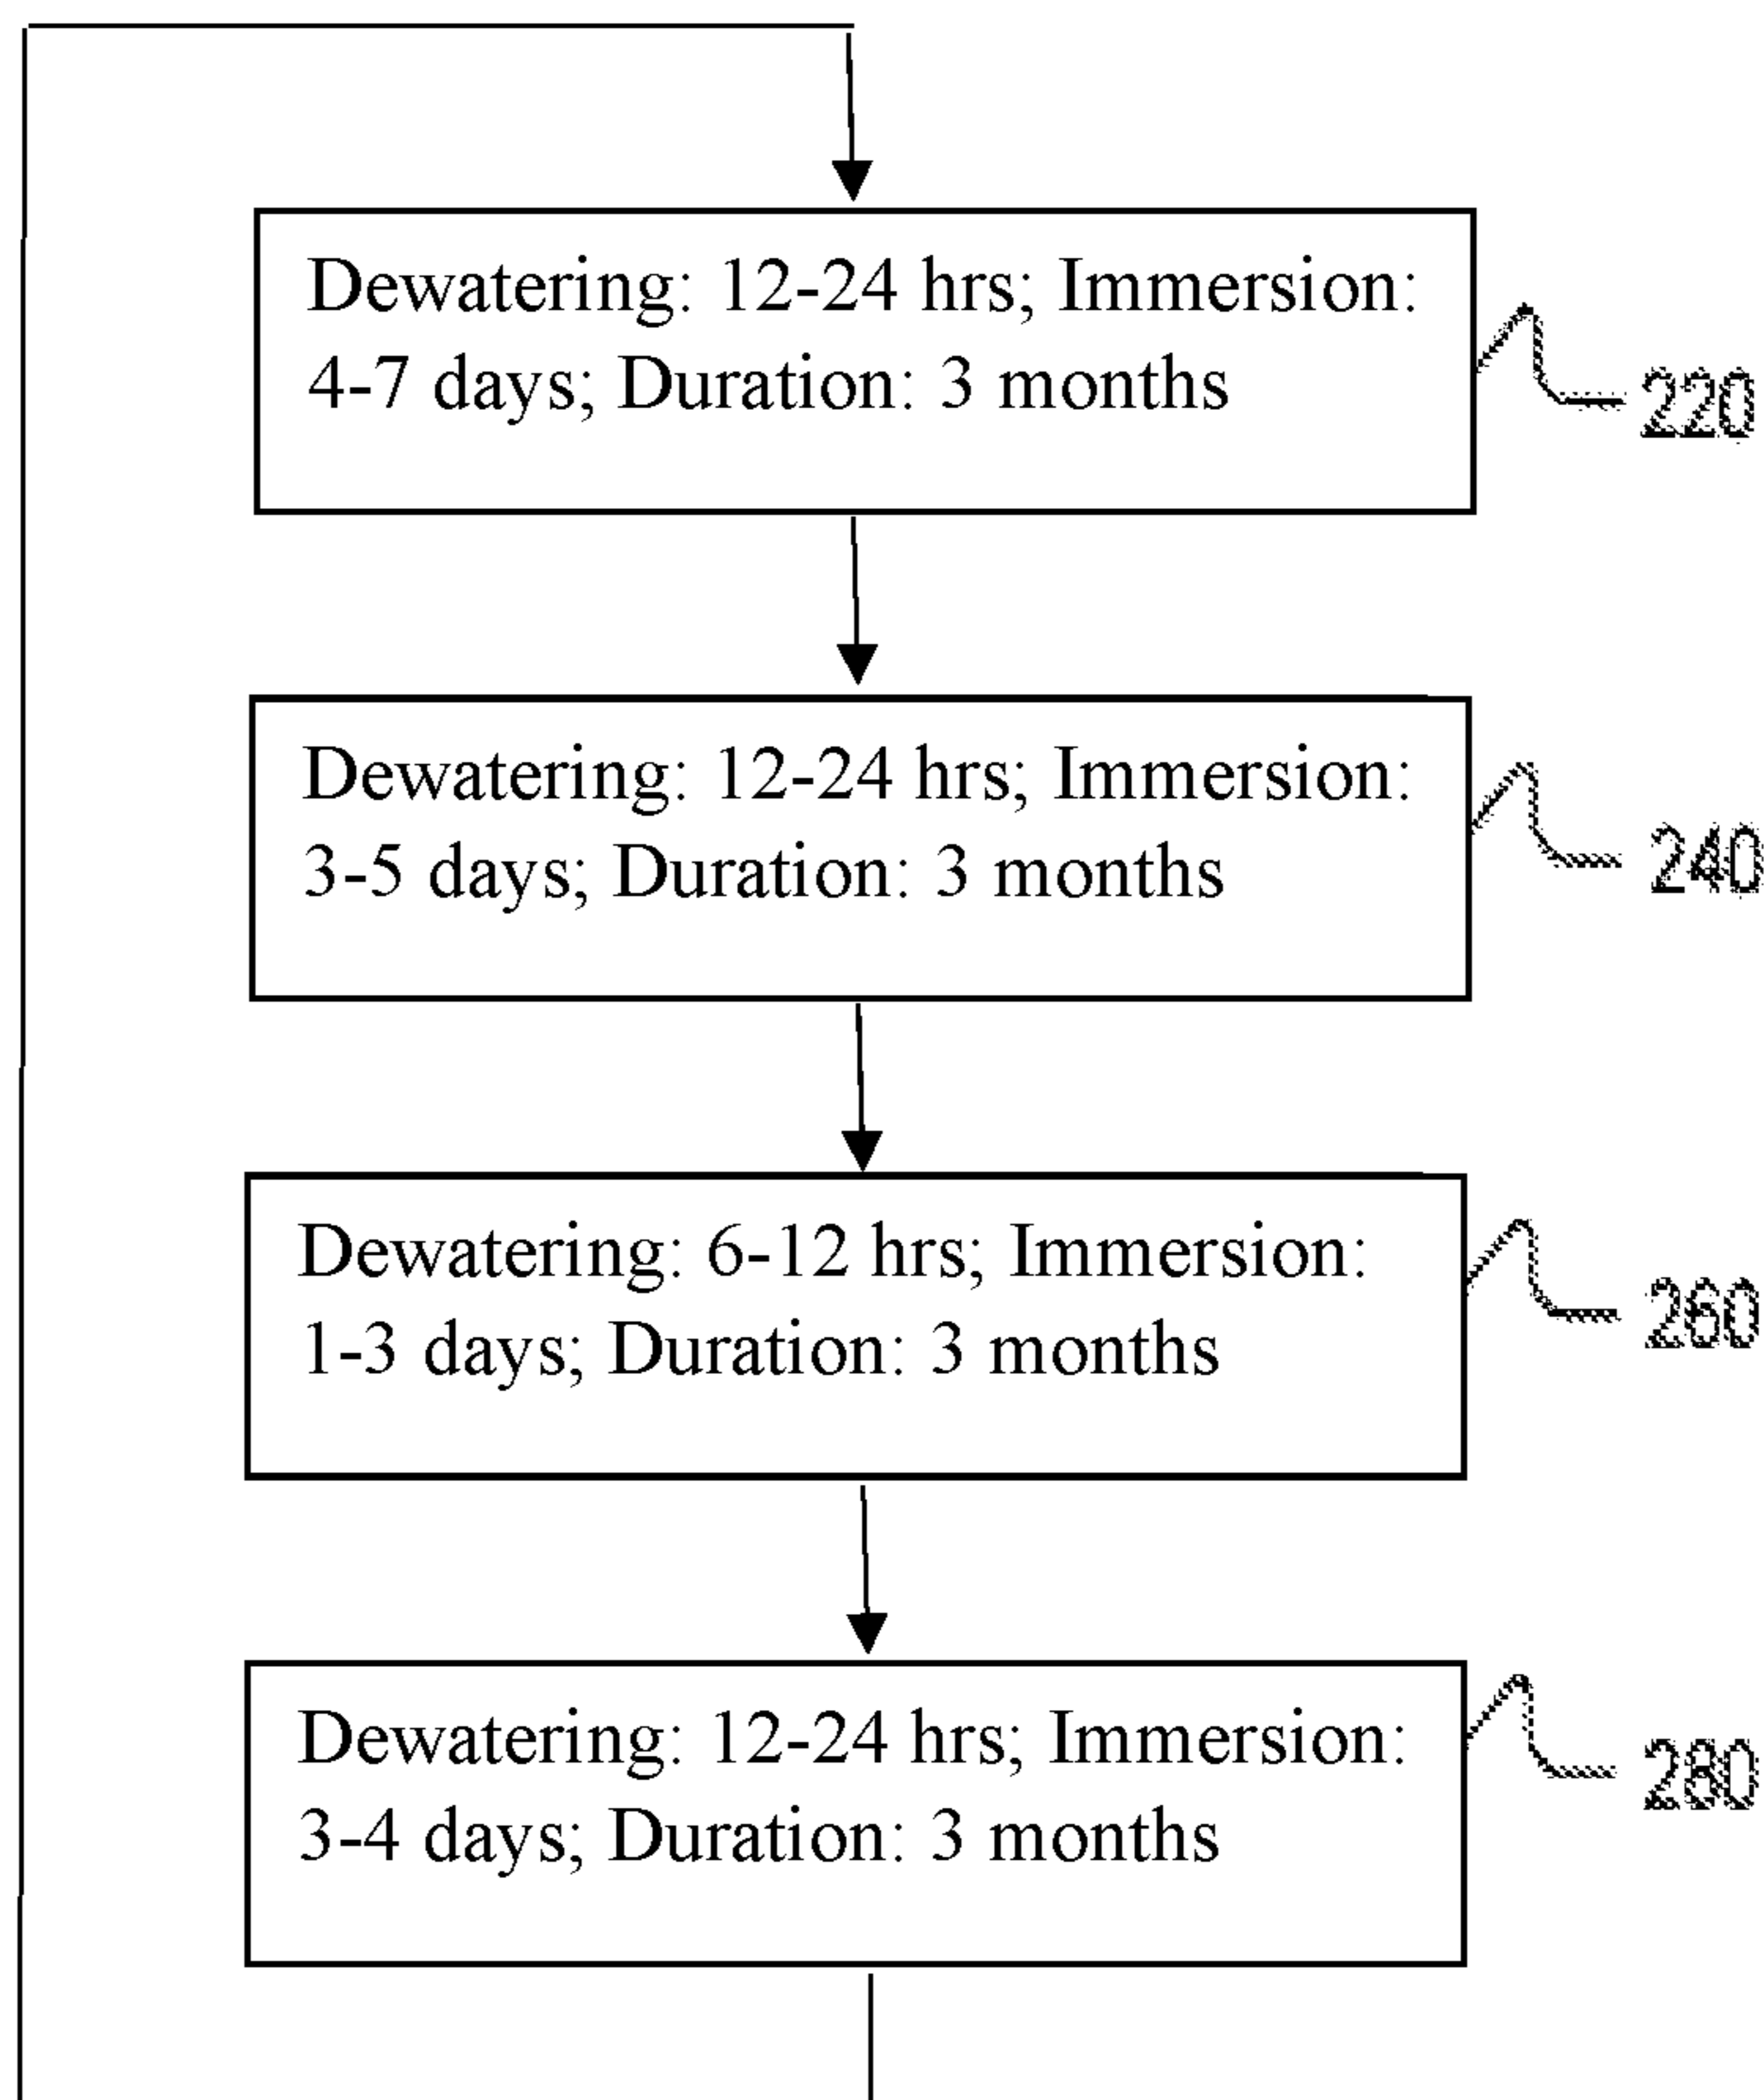 Dewatering: 12-24 hrs; Immersion:
4-7 days; Duration: 3 months
220
Dewatering: 12-24 hrs; Immersion:
3-5 days; Duration: 3 months
240
Dewatering: 6-12 hrs; Immersion:
1-3 days; Duration: 3 months
260
Dewatering: 12-24 hrs; Immersion:
3-4 days; Duration: 3 months
280